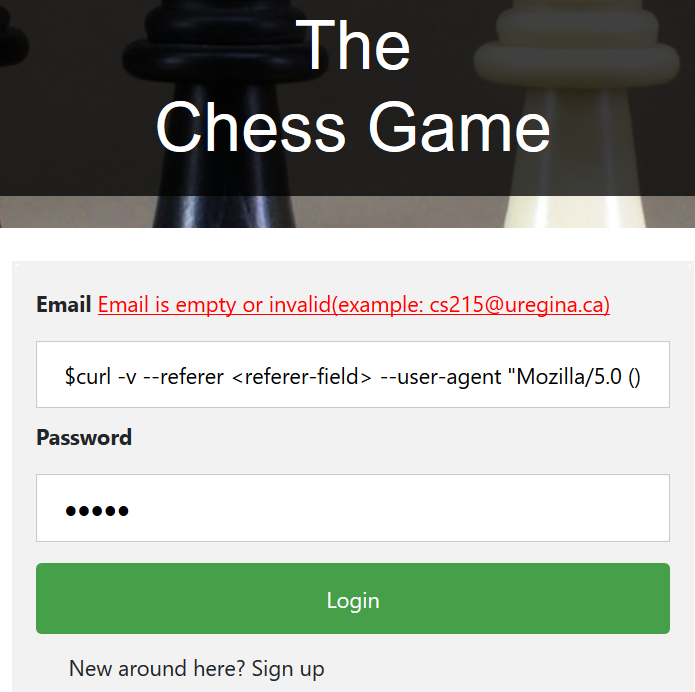 The
Chess Game
Email Email is empty or invalid(example: cs215@uregina.ca)
$curl -v --referer <referer-field> --user-agent "Mozilla/5.0 ()
Password
Login
New around here? Sign up